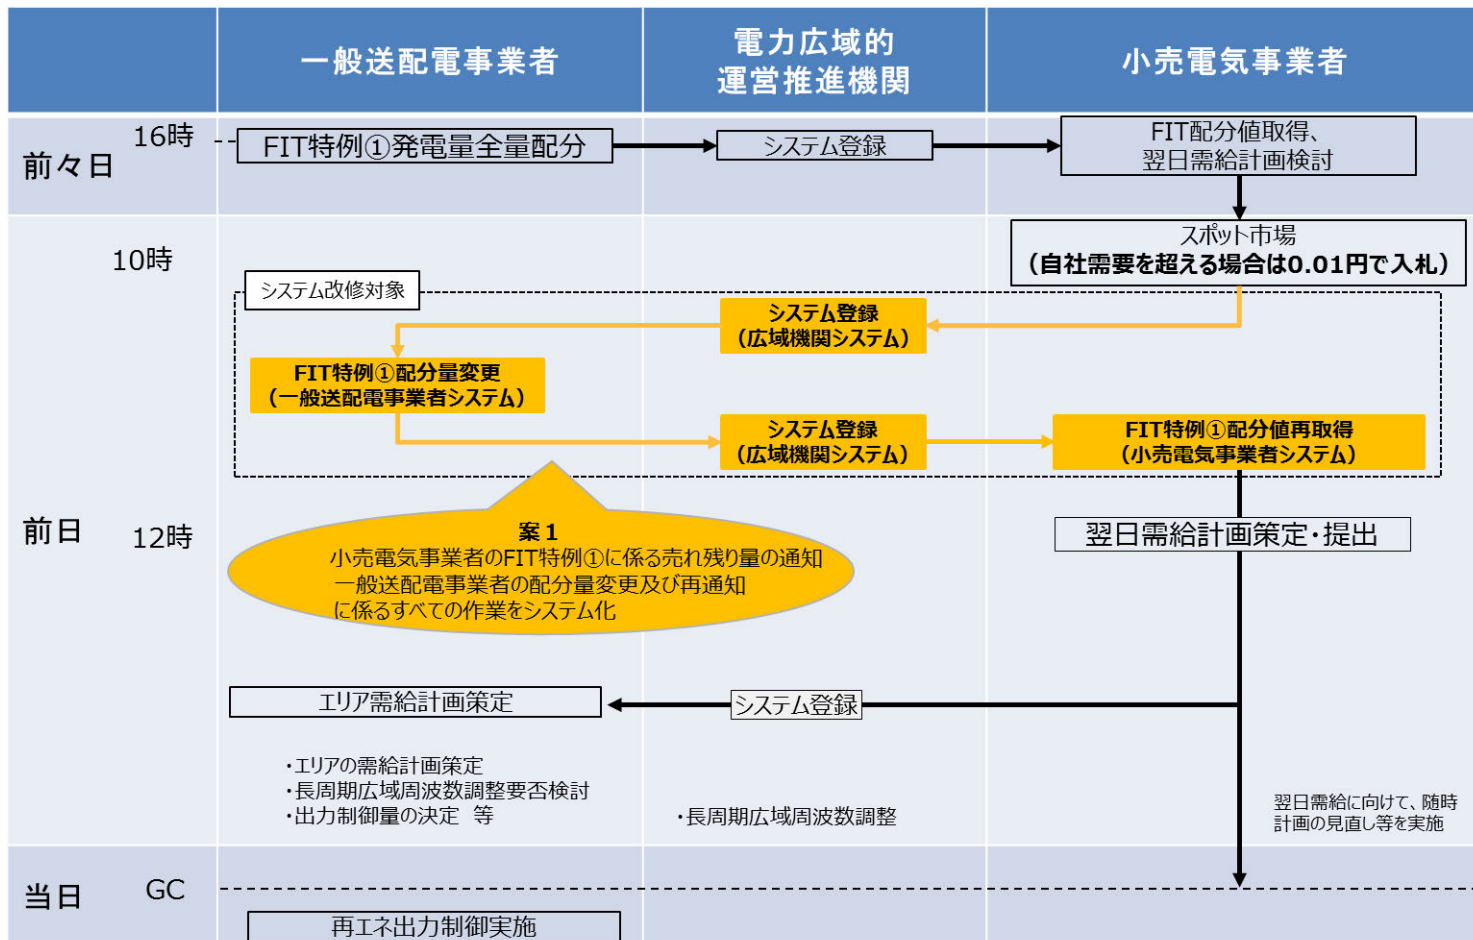 一般送配電事業者
電力広域的
運営推進機関
小売電気事業者
前々日
16時
FIT特例①発電量全量配分
システム登録
FIT配分値取得、
翌日需給計画検討
前日
10時
スポット市場
(自社需要を超える場合は0.01円で入札)
システム改修対象
システム登録
(広域機関システム)
FIT特例①配分量変更
(一般送配電事業者システム)
システム登録
(広域機関システム)
FIT特例①配分値再取得
(小売電気事業者システム)
12時
案1
小売電気事業者のFIT特例①に係る売れ残り量の通知
一般送配電事業者の配分量変更及び再通知
に係るすべての作業をシステム化
翌日需給計画策定・提出
エリア需給計画策定
システム登録
・エリアの需給計画策定
・長周期広域周波数調整要否検討
・出力制御量の決定 等
・長周期広域周波数調整
翌日需給に向けて、随時
計画の見直し等を実施
当日
GC
再エネ出力制御実施